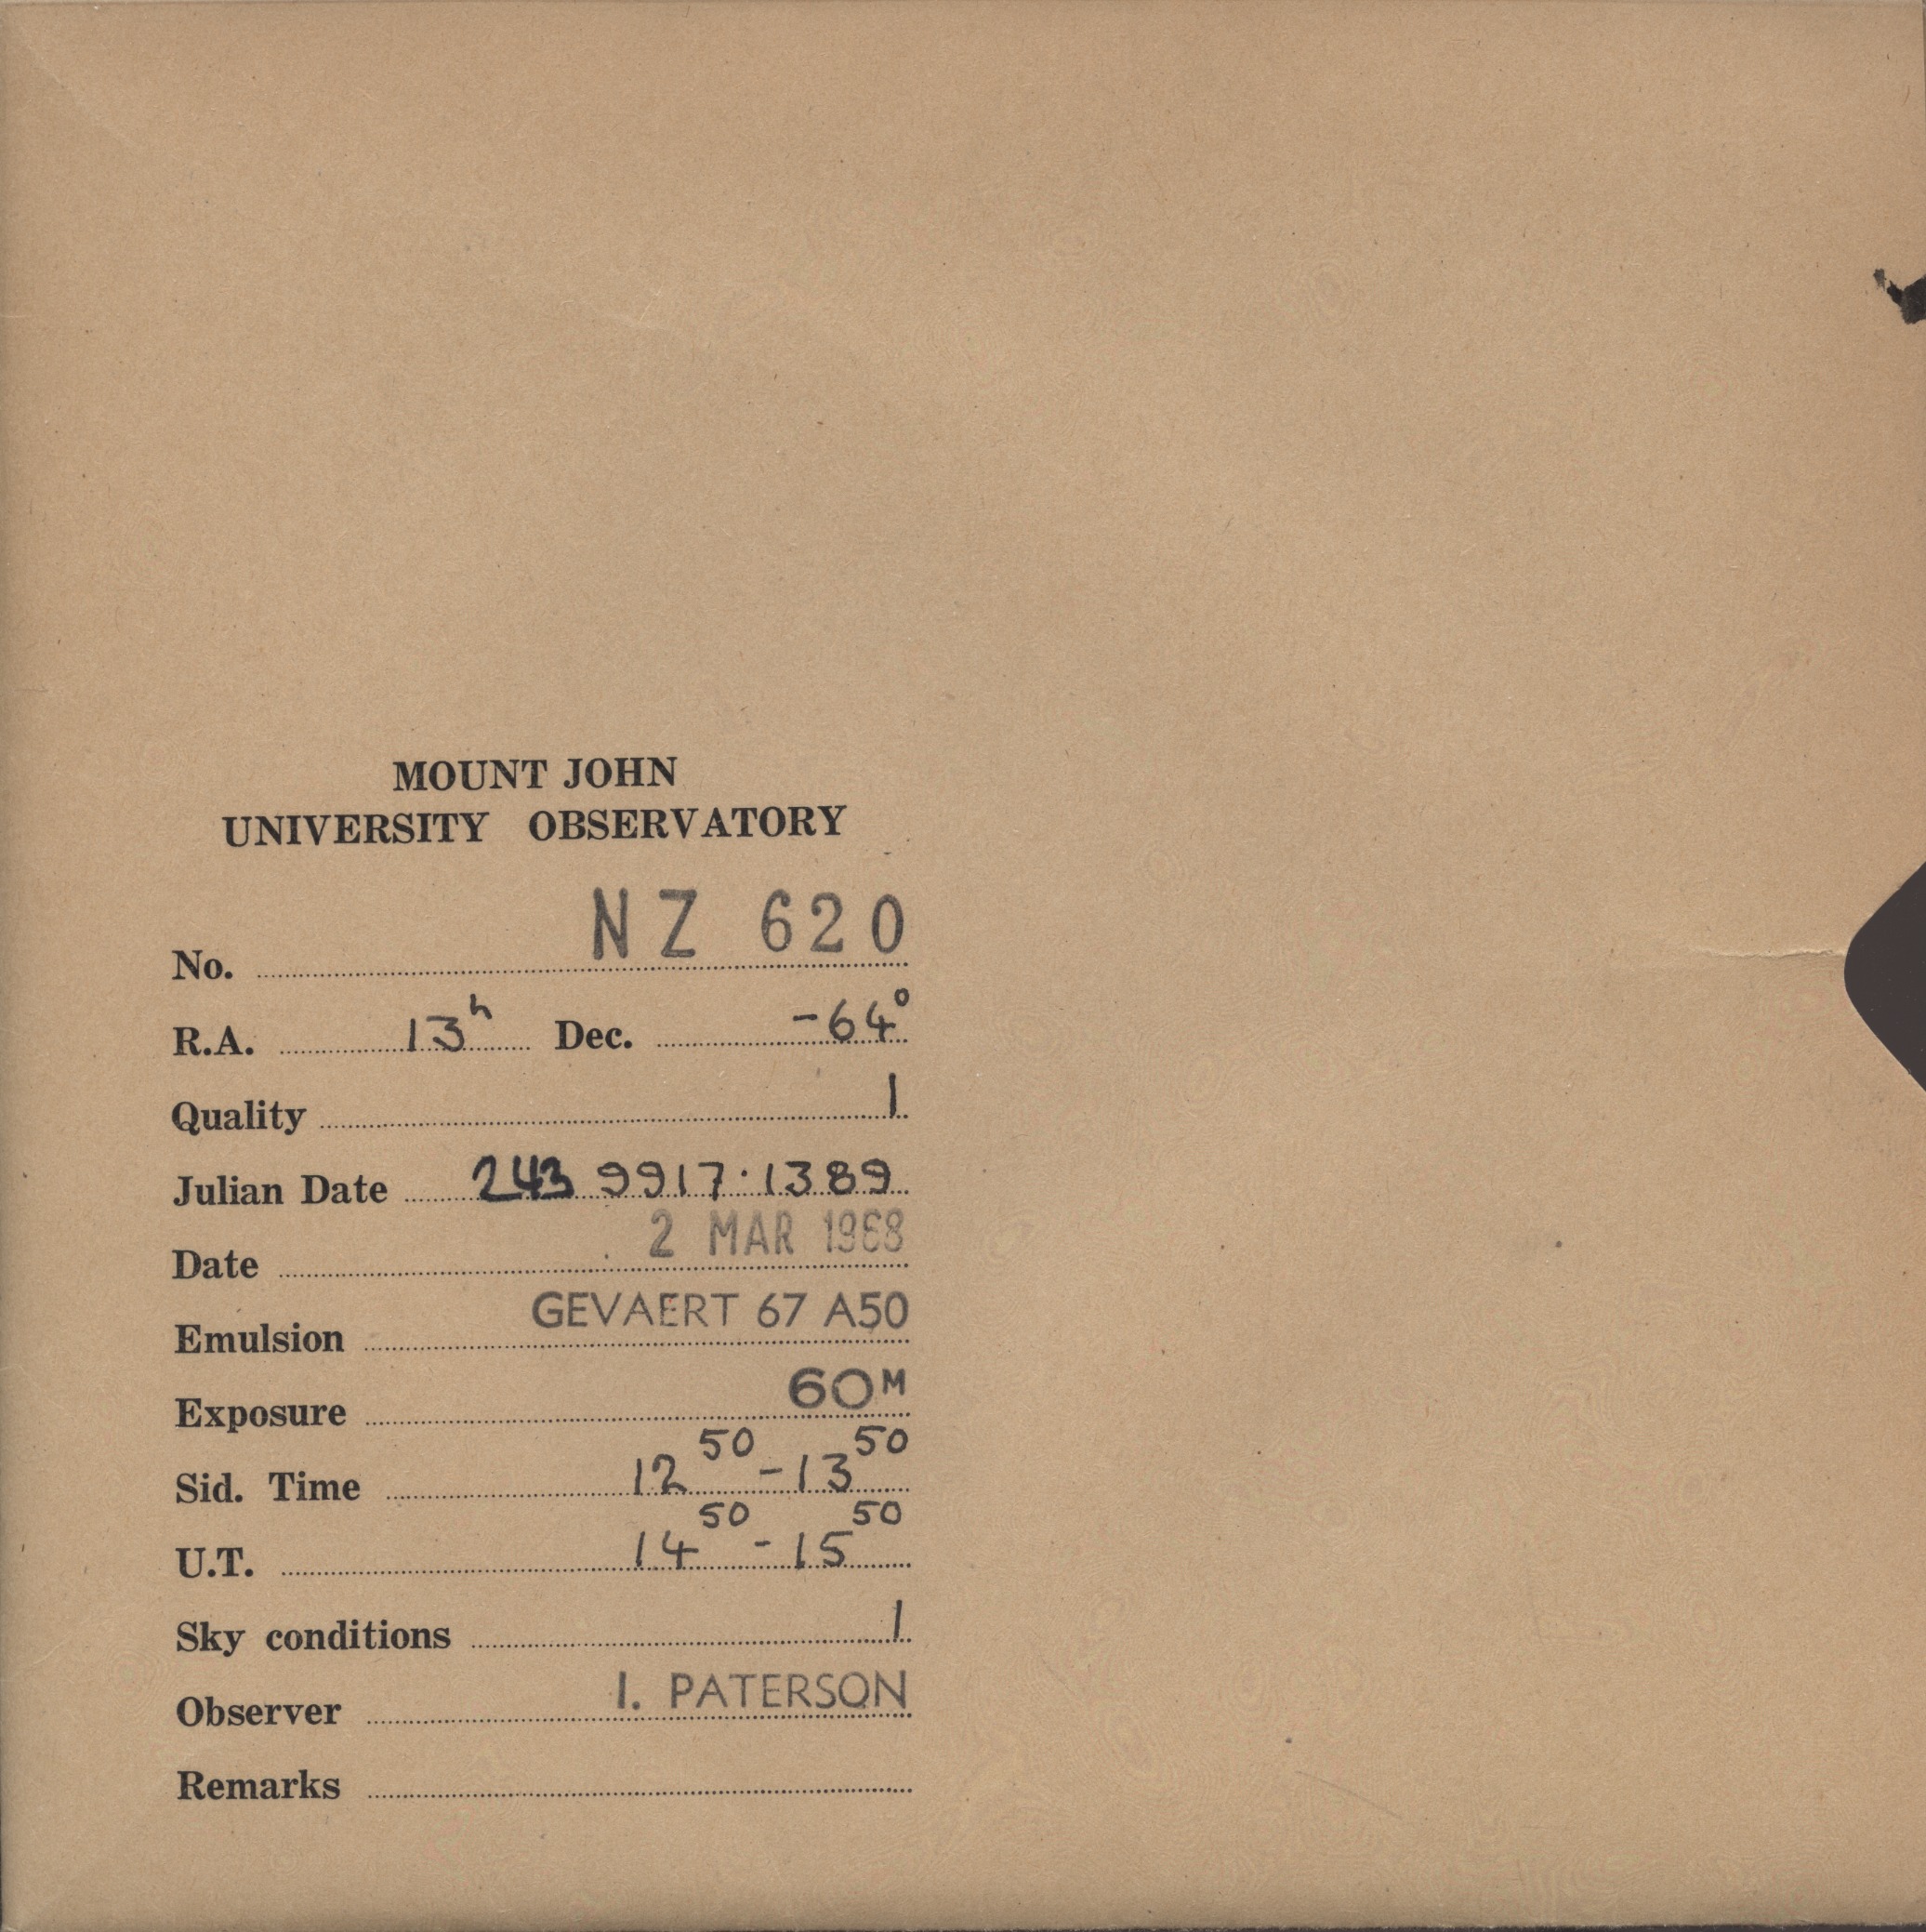 MOUNT JOHN
UNIVERSITY OBSERVATORY
No. NZ 620
R.A. 13h Dec. -64°
Quality 1
Julian Date 243 9917·1389
Date 2 MAR 1968
Emulsion GEVAERT 67 A50
Exposure 60M
Sid. Time 12 50 - 13 50
U.T. 14 50 - 15 50
Sky conditions 1
Observer I. PATERSON
Remarks